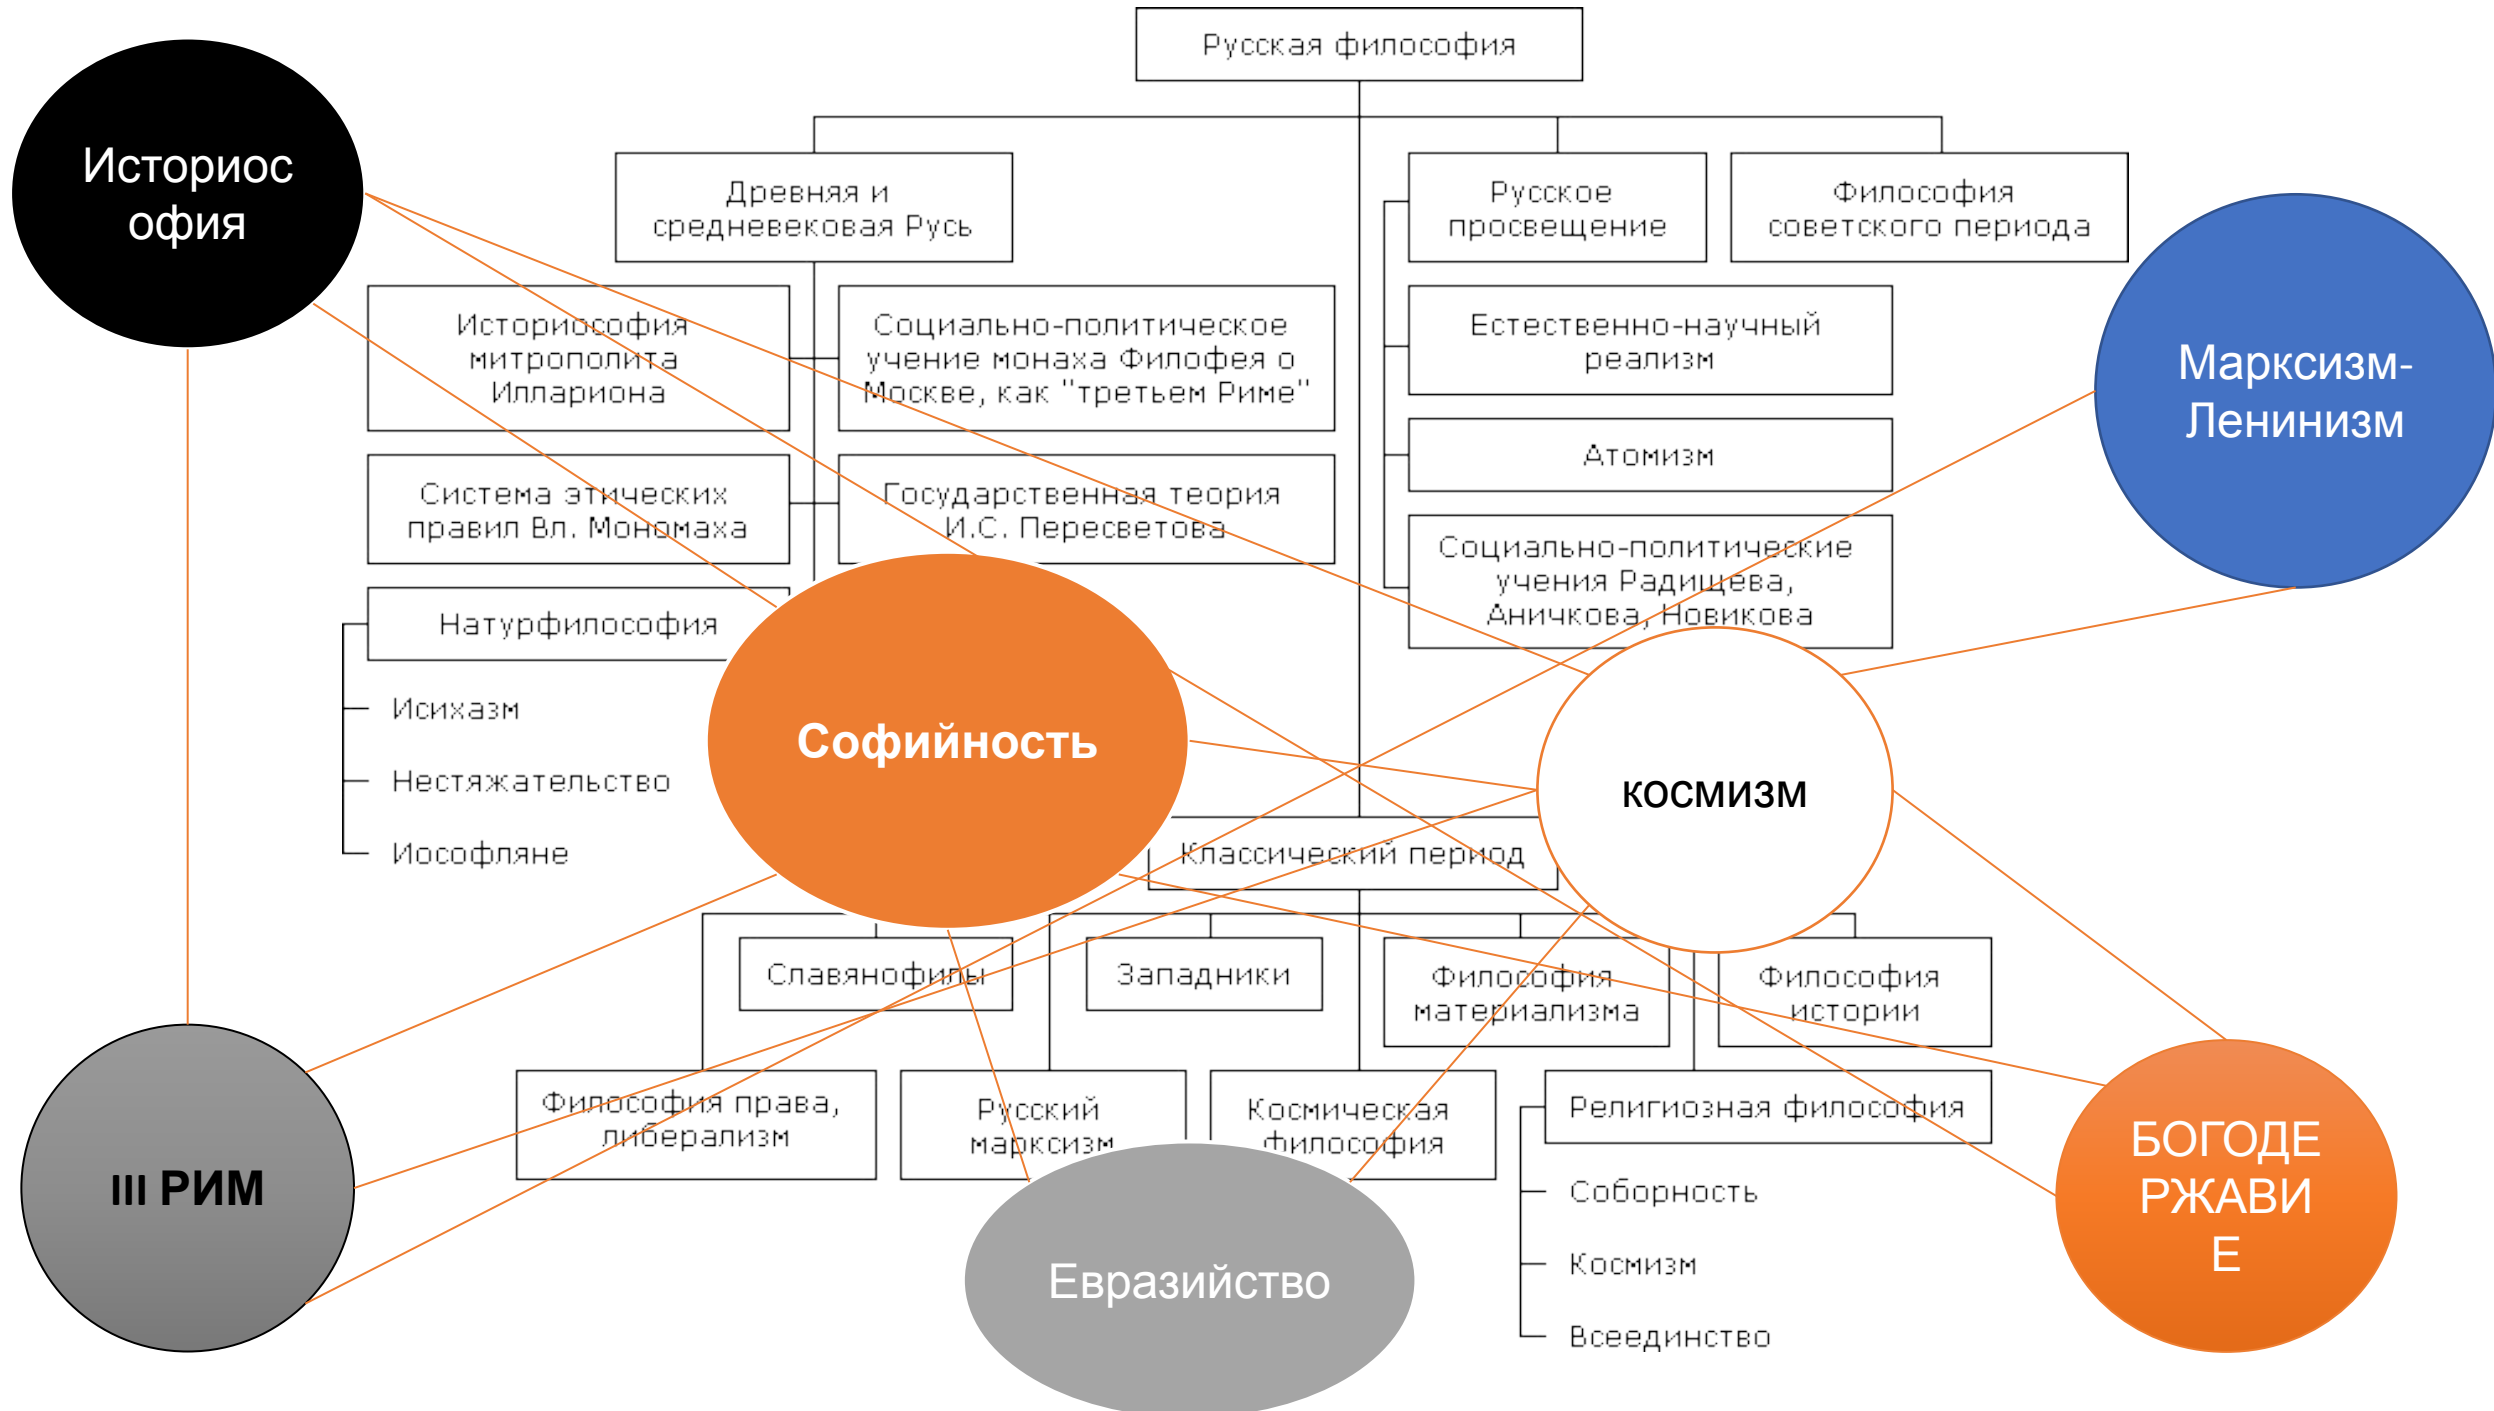 Русская философия
Историос
офия
Древняя и
средневековая Русь
Русское
просвещение
Философия
советского периода
Историософия
митрополита
Иллариона
Социально-политическое
учение монаха Филофея о
Москве, как "третьем Риме"
Естественно-научный
реализм
Марксизм-
Ленинизм
Атомизм
Система этических
правил Вл. Мономаха
Государственная теория
И.С. Пересветова
Социально-политические
учения Радищева,
Аничкова, Новикова
Натурфилософия
Исихазм
Нестяжательство
Иософляне
Софийность
космизм
Классический период
Славянофилы
Западники
Философия
материализма
Философия
истории
Философия права,
либерализм
Русский
марксизм
Космическая
философия
Религиозная философия
Соборность
Космизм
Всеединство
III РИМ
Евразийство
БОГОДЕ
РЖАВИ
Е